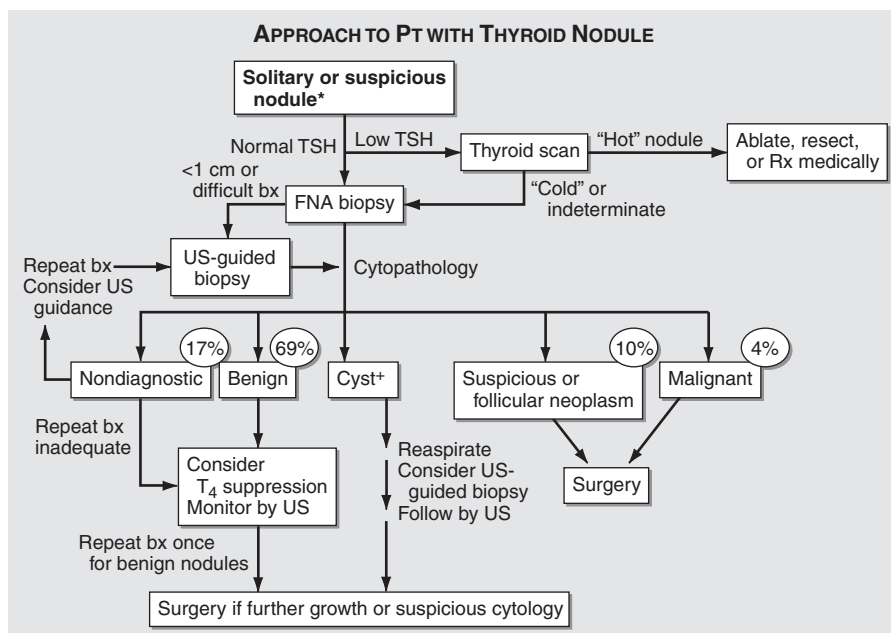 APPROACH TO PT WITH THYROID NODULE
Solitary or suspicious
nodule*
Normal TSH
Low TSH
Thyroid scan
“Hot” nodule
Ablate, resect,
or Rx medically
<1 cm or
difficult bx
FNA biopsy
“Cold” or
indeterminate
US-guided
biopsy
Cytopathology
Repeat bx
Consider US
guidance
17%
69%
10%
4%
Nondiagnostic
Benign
Cyst+
Suspicious or
follicular neoplasm
Malignant
Repeat bx
inadequate
Consider
T4 suppression
Monitor by US
Reaspirate
Consider US-
guided biopsy
Follow by US
Surgery
Repeat bx once
for benign nodules
Surgery if further growth or suspicious cytology